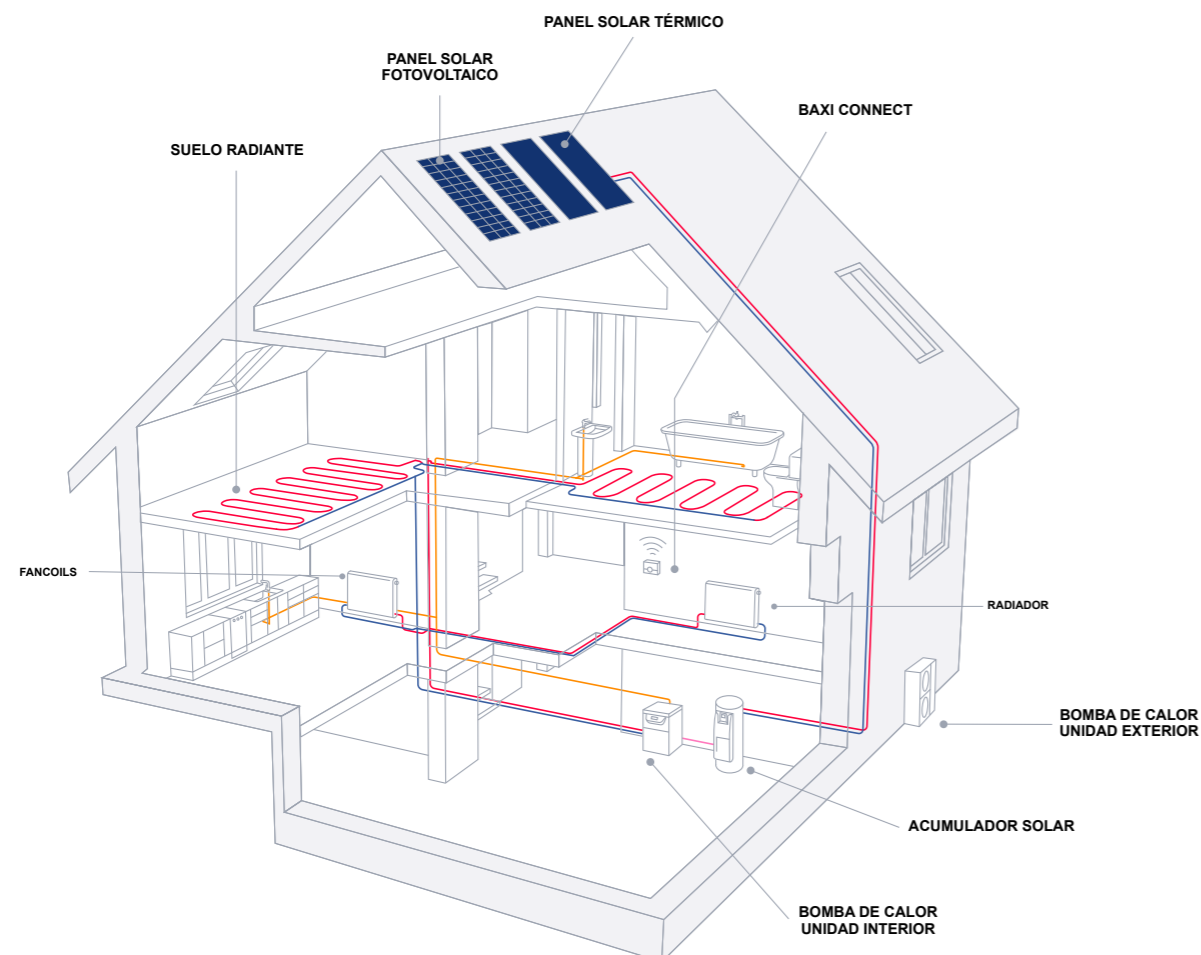 PANEL SOLAR TÉRMICO
PANEL SOLAR
FOTOVOLTAICO
BAXI CONNECT
SUELO RADIANTE
FANCOILS
RADIADOR
BOMBA DE CALOR
UNIDAD EXTERIOR
ACUMULADOR SOLAR
BOMBA DE CALOR
UNIDAD INTERIOR